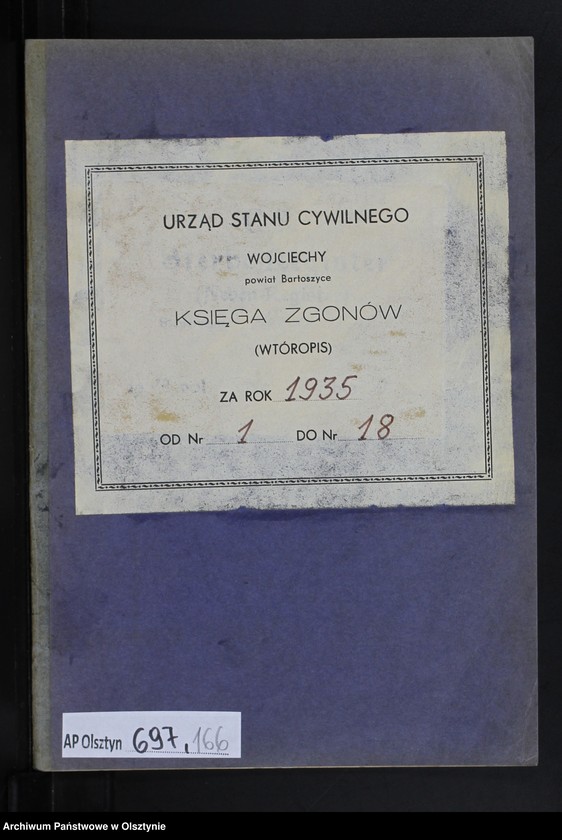 URZĄD STANU CYWILNEGO
WOJCIECHY
powiat Bartoszyce
KSIĘGA ZGONÓW
(WTÓROPIS)
ZA ROK 1935
OD Nr 1 DO Nr 18
AP Olsztyn 697, 166
Archiwum Państwowe w Olsztynie